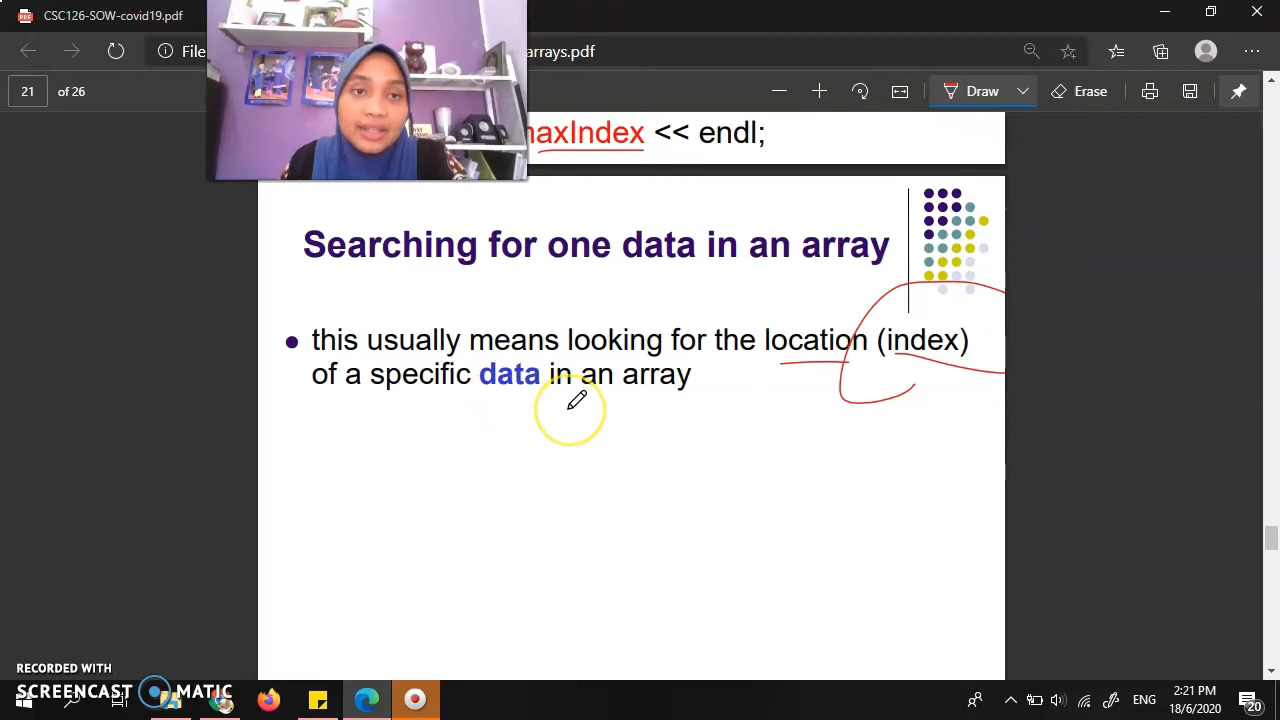 CSC126-SOW-covid19.pdf
File
arrays.pdf
21 of 26
Draw
Erase
maxIndex << endl;
Searching for one data in an array
this usually means looking for the location (index)
of a specific data in an array
RECORDED WITH
SCREENCAST MATIC
ENG
2:21 PM
18/6/2020
20